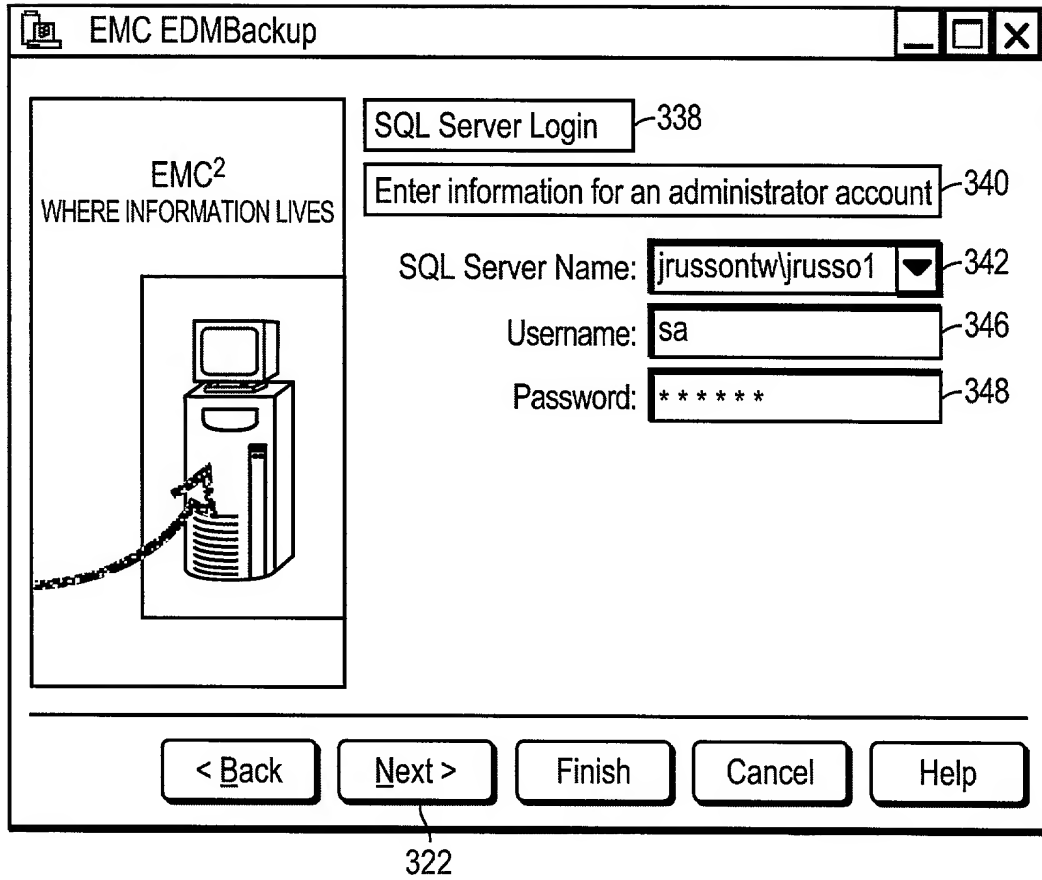 EMC EDMBackup
EMC2
WHERE INFORMATION LIVES
SQL Server Login 338
Enter information for an administrator account 340
SQL Server Name: jrussontw\jrusso1 342
Username: sa 346
Password: * * * * * * 348
< Back Next > Finish Cancel Help
322